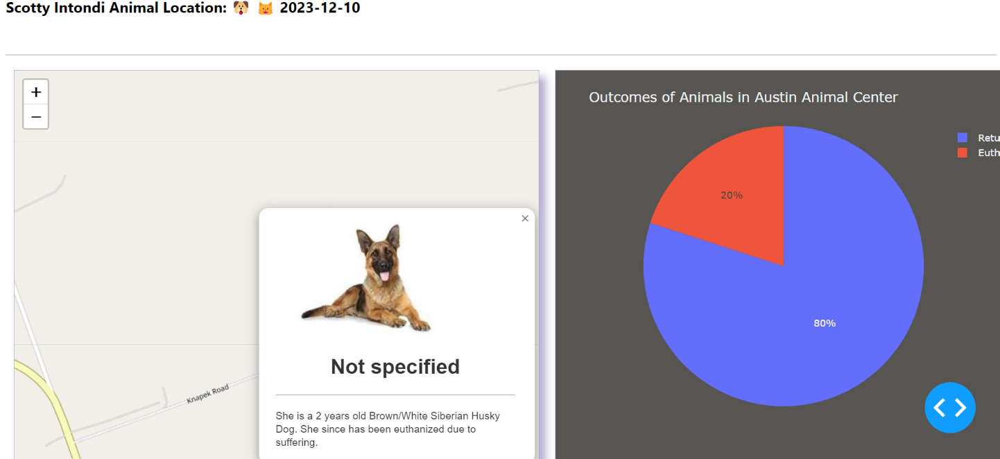 Scotty Intondi Animal Location: 🐶 🐱 2023-12-10
+
−
Knapek Road
×
Not specified
She is a 2 years old Brown/White Siberian Husky
Dog. She since has been euthanized due to
suffering.
Outcomes of Animals in Austin Animal Center
Retu
Euth
20%
80%